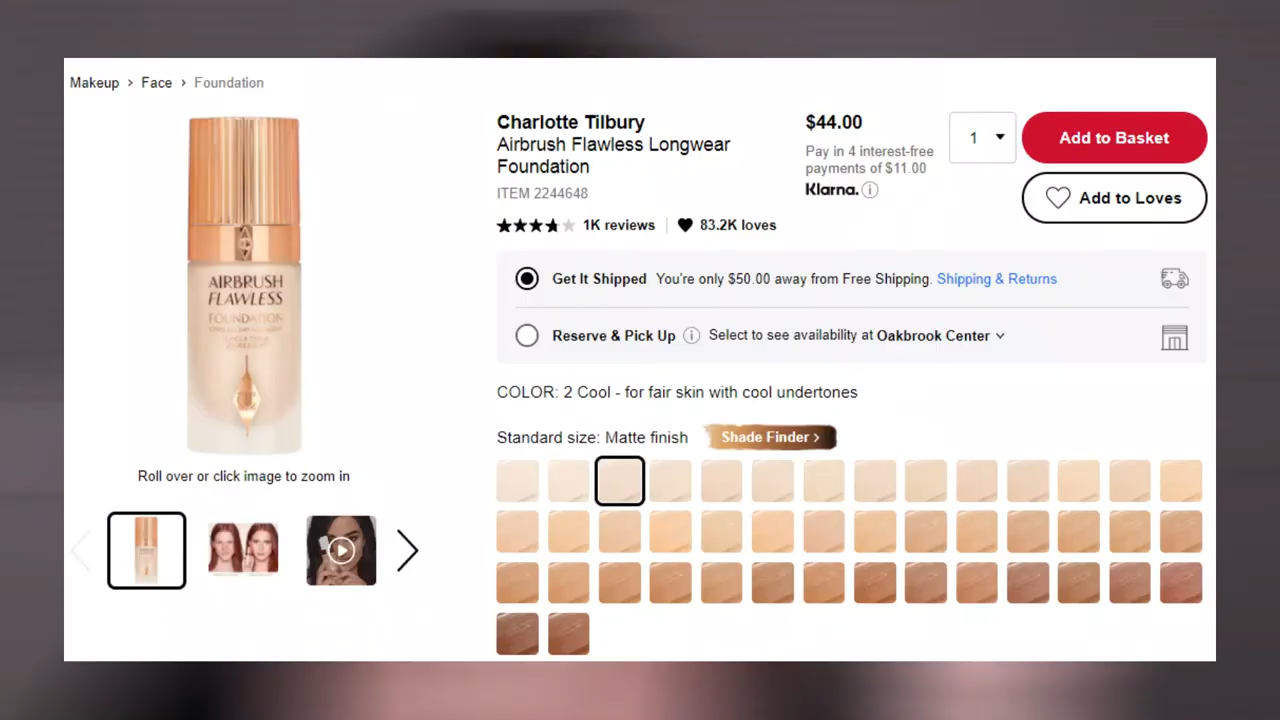 Makeup > Face > Foundation
Charlotte Tilbury
Airbrush Flawless Longwear
Foundation
ITEM 2244648
1K reviews
83.2K loves
$44.00
Pay in 4 interest-free
payments of $11.00
Klarna.
1
Add to Basket
Add to Loves
AIRBRUSH
FLAWLESS
FOUNDATION
Get It Shipped You're only $50.00 away from Free Shipping. Shipping & Returns
Reserve & Pick Up Select to see availability at Oakbrook Center
COLOR: 2 Cool - for fair skin with cool undertones
Standard size: Matte finish
Shade Finder >
Roll over or click image to zoom in